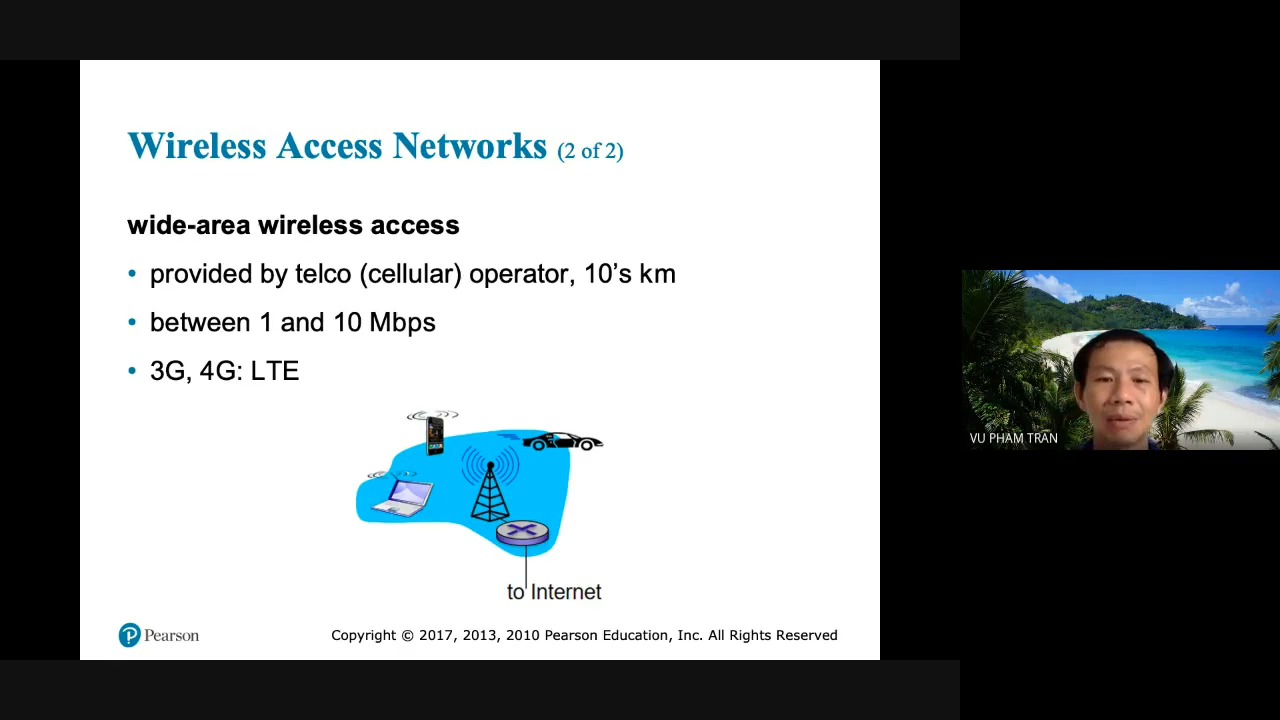 Wireless Access Networks (2 of 2)
wide-area wireless access
• provided by telco (cellular) operator, 10's km
• between 1 and 10 Mbps
• 3G, 4G: LTE
to Internet
Pearson
Copyright © 2017, 2013, 2010 Pearson Education, Inc. All Rights Reserved
VU PHAM TRAN